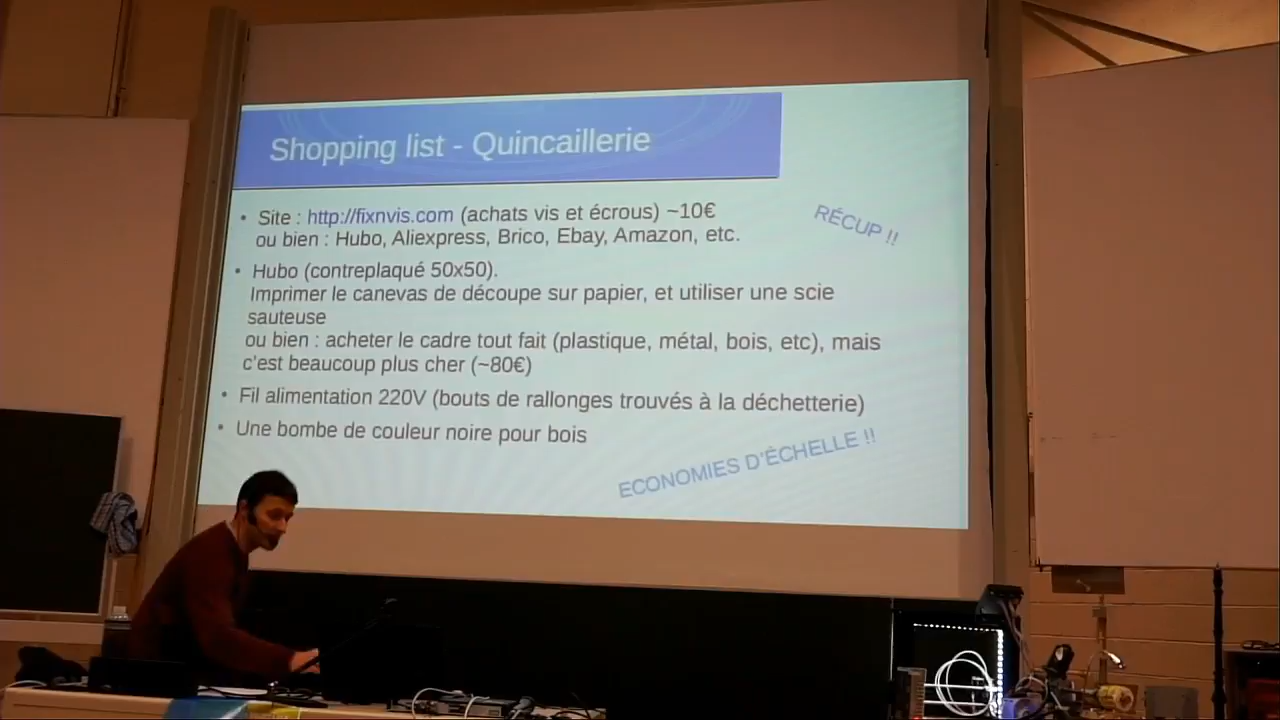 Shopping list - Quincaillerie
• Site : http://fixnvis.com (achats vis et écrous) ~10€
ou bien : Hubo, Aliexpress, Brico, Ebay, Amazon, etc.
RÉCUP !!
• Hubo (contreplaqué 50x50).
Imprimer le canevas de découpe sur papier, et utiliser une scie
sauteuse
ou bien : acheter le cadre tout fait (plastique, métal, bois, etc), mais
c'est beaucoup plus cher (~80€)
• Fil alimentation 220V (bouts de rallonges trouvés à la déchetterie)
• Une bombe de couleur noire pour bois
ECONOMIES D'ÉCHELLE !!